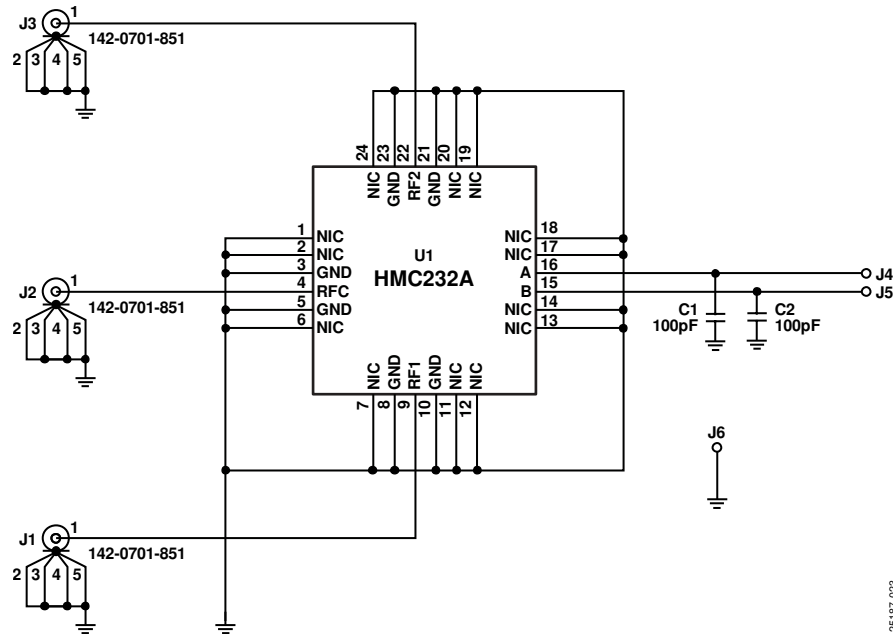 J3
1
142-0701-851
2 3 4 5
24 23 22 21 20 19
NIC GND RF2 GND NIC NIC
U1
HMC232A
1 NIC
2 NIC
3 GND
4 RFC
5 GND
6 NIC
NIC 18
NIC 17
A 16
B 15
NIC 14
NIC 13
J4
J5
C1
100pF
C2
100pF
J2
1
142-0701-851
2 3 4 5
NIC GND RF1 GND NIC NIC
7 8 9 10 11 12
J6
J1
1
142-0701-851
2 3 4 5